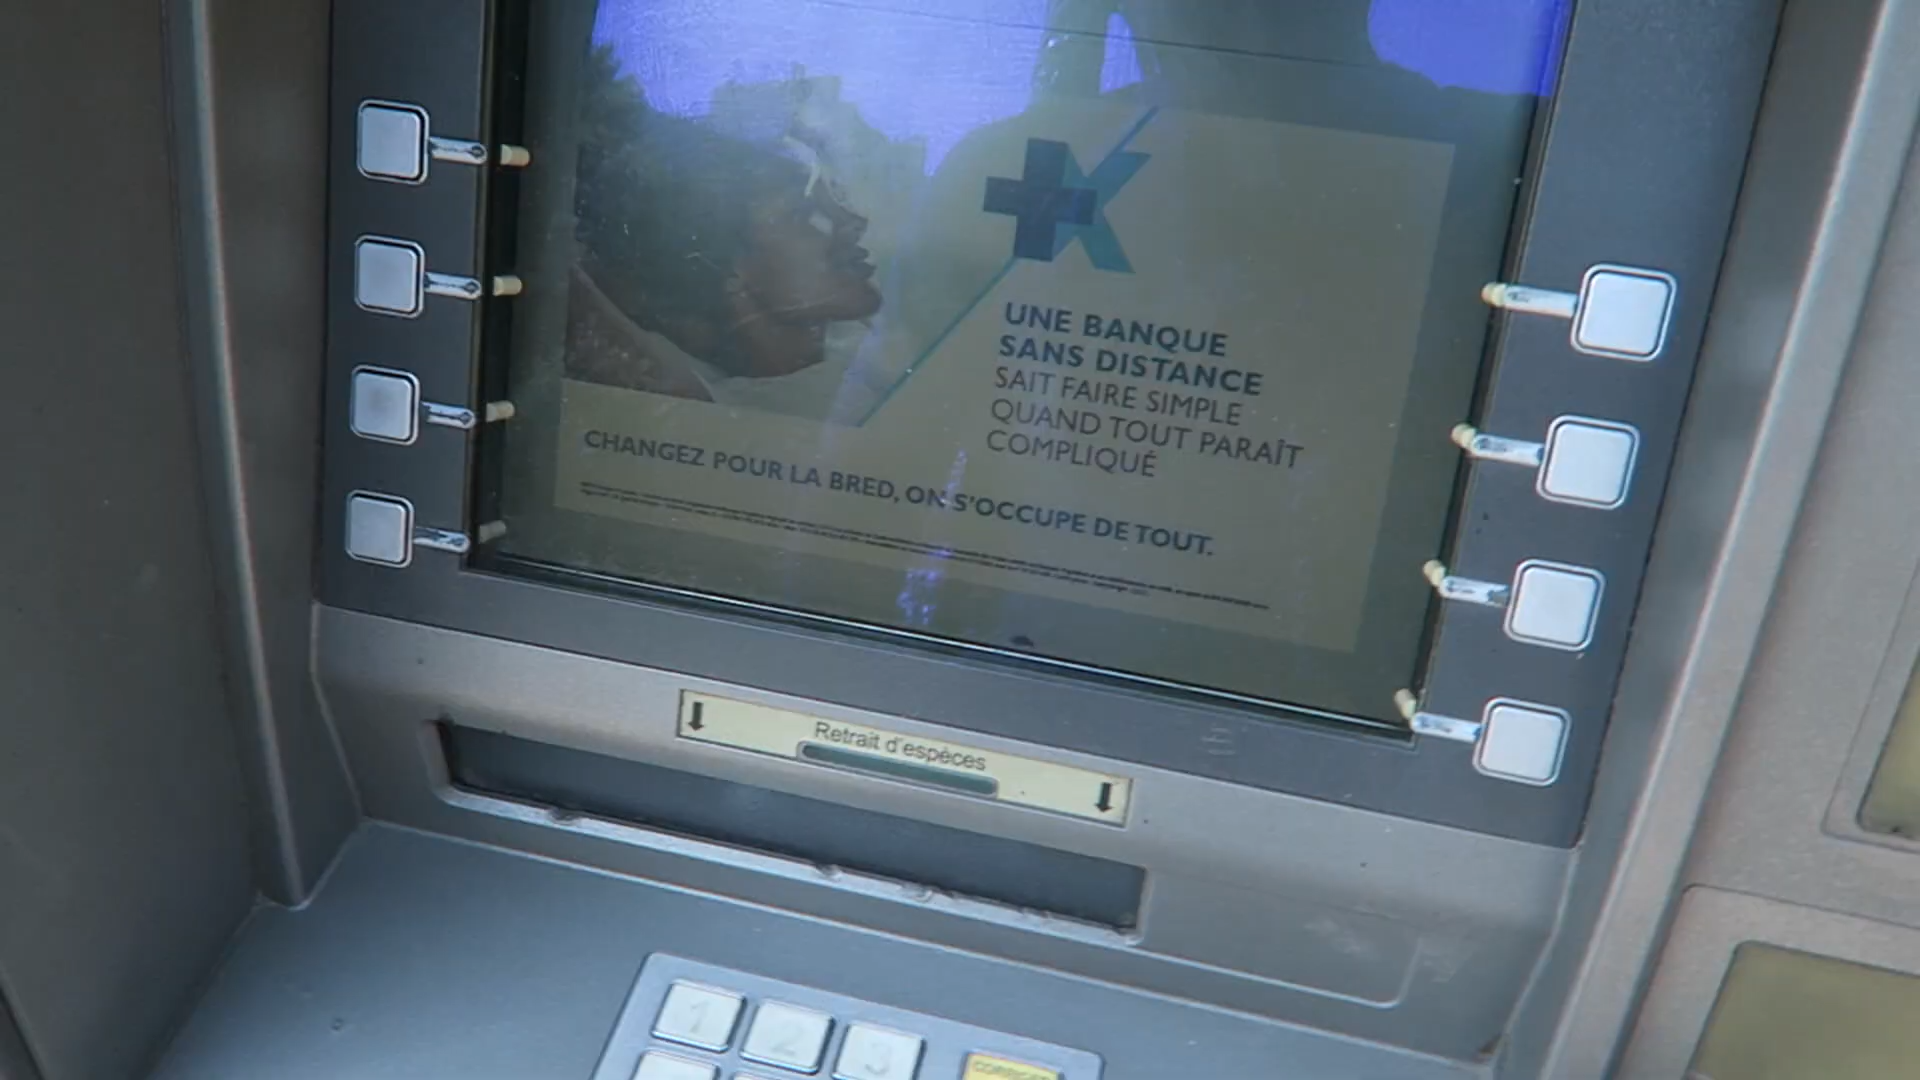 UNE BANQUE
SANS DISTANCE
SAIT FAIRE SIMPLE
QUAND TOUT PARAÎT
COMPLIQUÉ
CHANGEZ POUR LA BRED, ON S'OCCUPE DE TOUT.
Retrait d'espèces
1 2 3